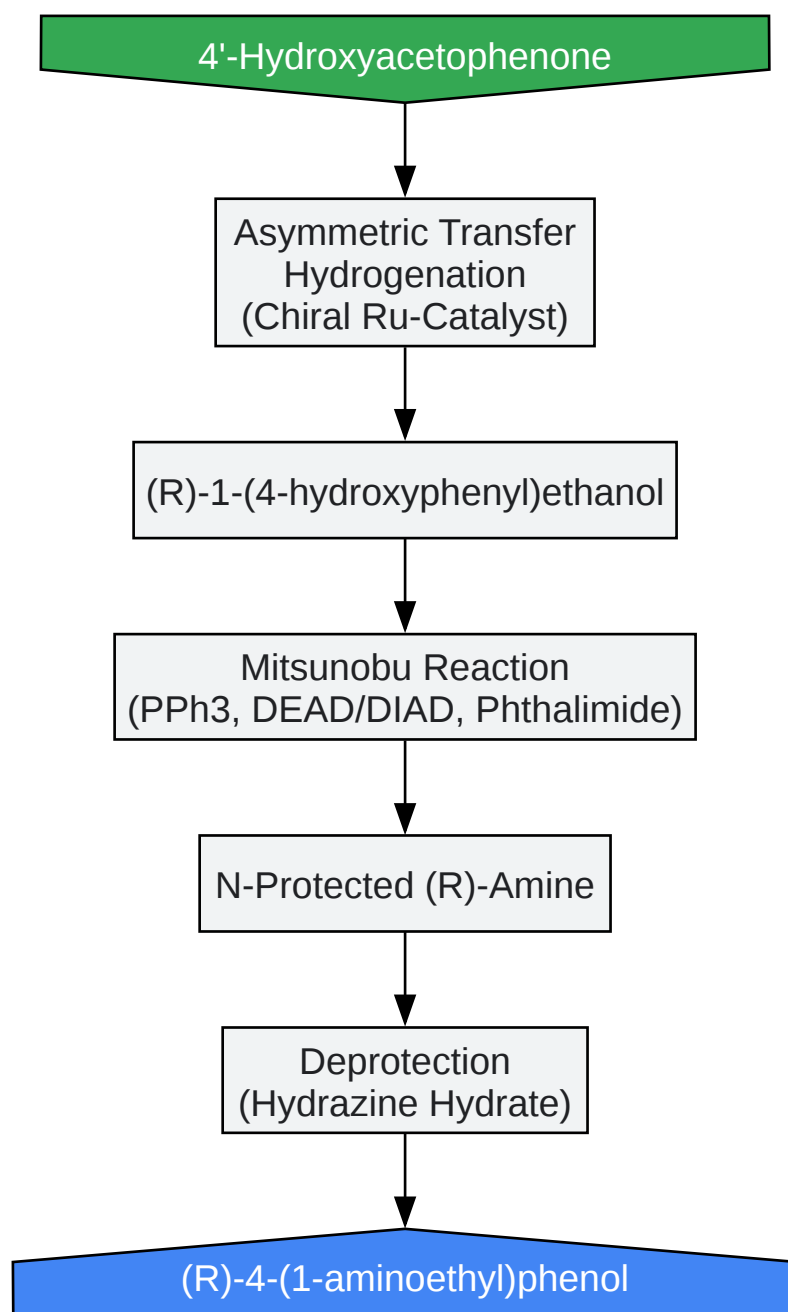 4'-Hydroxyacetophenone
Asymmetric Transfer
Hydrogenation
(Chiral Ru-Catalyst)
(R)-1-(4-hydroxyphenyl)ethanol
Mitsunobu Reaction
(PPh3, DEAD/DIAD, Phthalimide)
N-Protected (R)-Amine
Deprotection
(Hydrazine Hydrate)
(R)-4-(1-aminoethyl)phenol